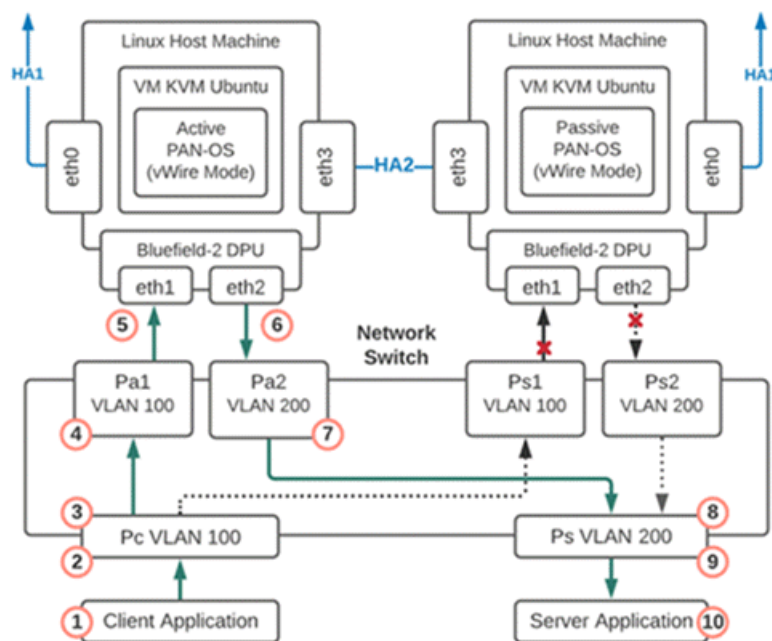 Linux Host Machine
Linux Host Machine
HA1
VM KVM Ubuntu
VM KVM Ubuntu
HA1
Active
PAN-OS
(vWire Mode)
Passive
PAN-OS
(vWire Mode)
eth0
eth3
HA2
eth3
eth0
Bluefield-2 DPU
Bluefield-2 DPU
eth1
eth2
eth1
eth2
5
6
Network
Switch
Pa1
VLAN 100
Pa2
VLAN 200
Ps1
VLAN 100
Ps2
VLAN 200
4
7
3
8
Pc VLAN 100
Ps VLAN 200
2
9
1
Client Application
Server Application
10